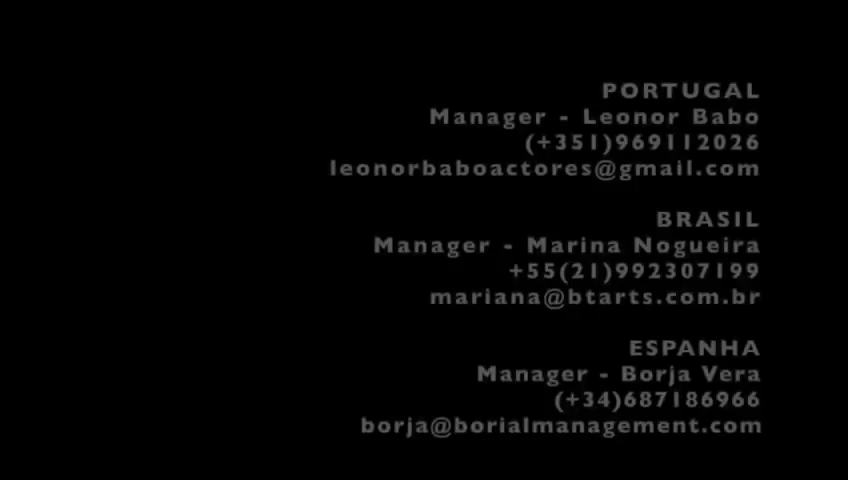 PORTUGAL
Manager - Leonor Babo
(+351)969112026
leonorbaboactores@gmail.com
BRASIL
Manager - Marina Nogueira
+55(21)992307199
mariana@btarts.com.br
ESPANHA
Manager - Borja Vera
(+34)687186966
borja@borialmanagement.com